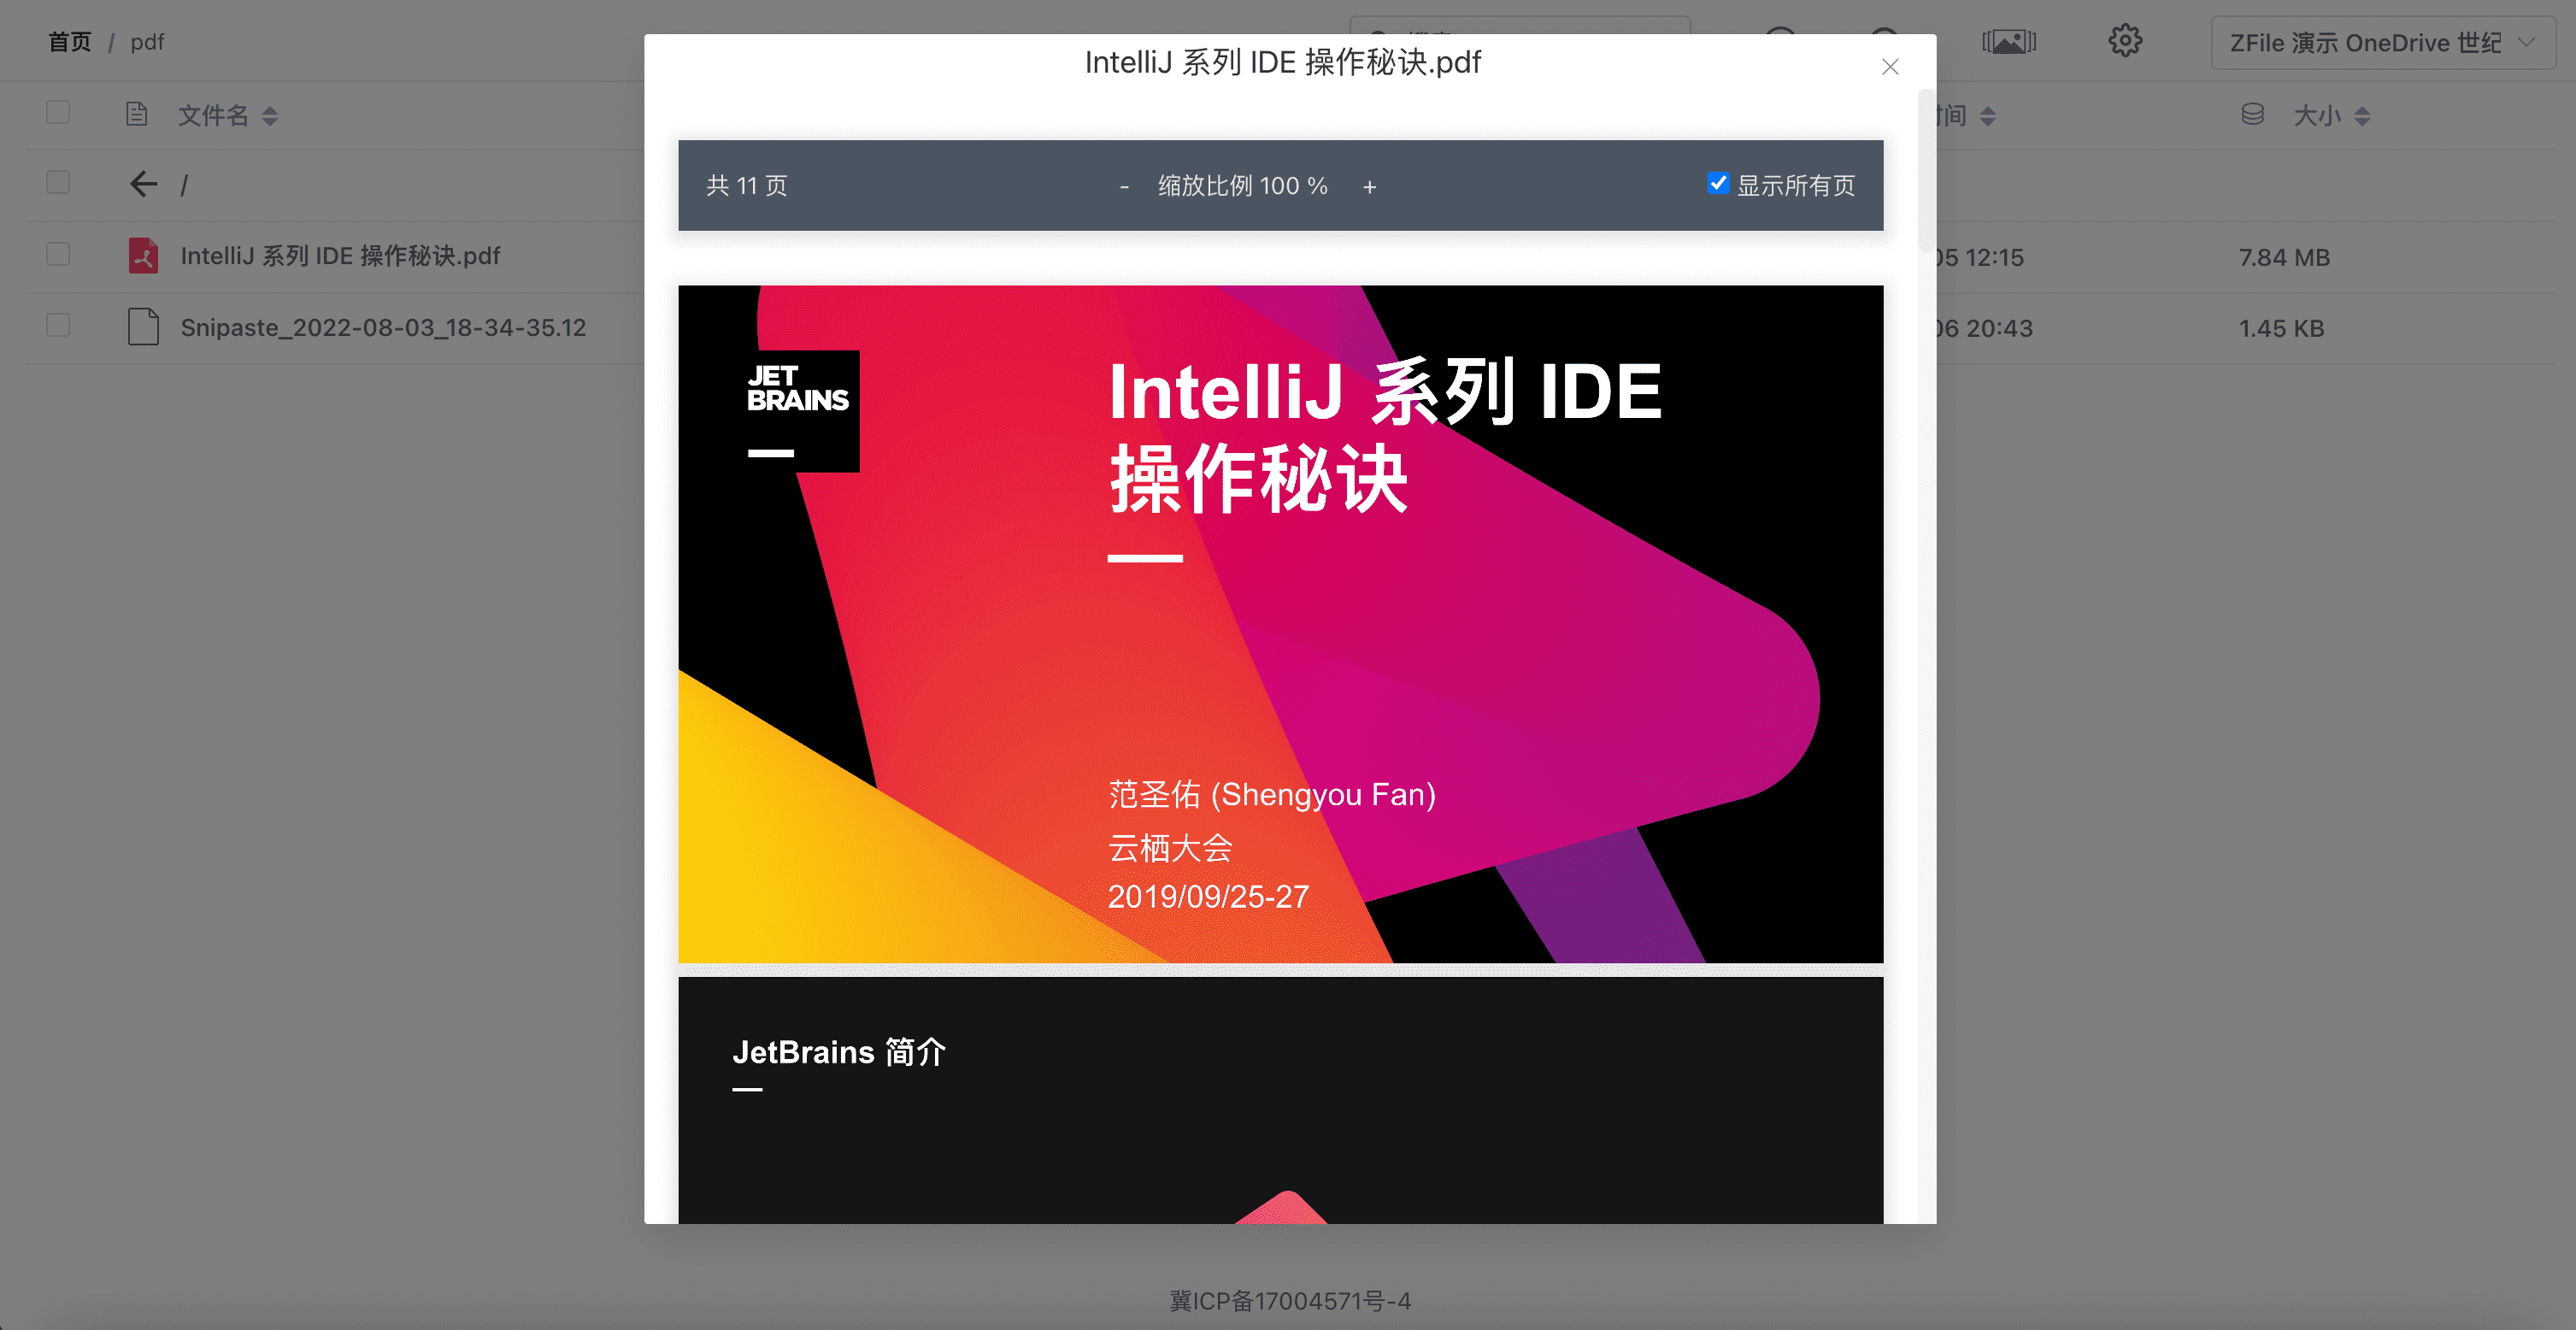 首页 / pdf
ZFile 演示 OneDrive 世纪
IntelliJ 系列 IDE 操作秘诀.pdf
文件名
间
大小
/
IntelliJ 系列 IDE 操作秘诀.pdf
05 12:15
7.84 MB
Snipaste_2022-08-03_18-34-35.12
06 20:43
1.45 KB
共 11 页
- 缩放比例 100 % +
显示所有页
JET
BRAINS
IntelliJ 系列 IDE
操作秘诀
范圣佑 (Shengyou Fan)
云栖大会
2019/09/25-27
JetBrains 简介
冀ICP备17004571号-4